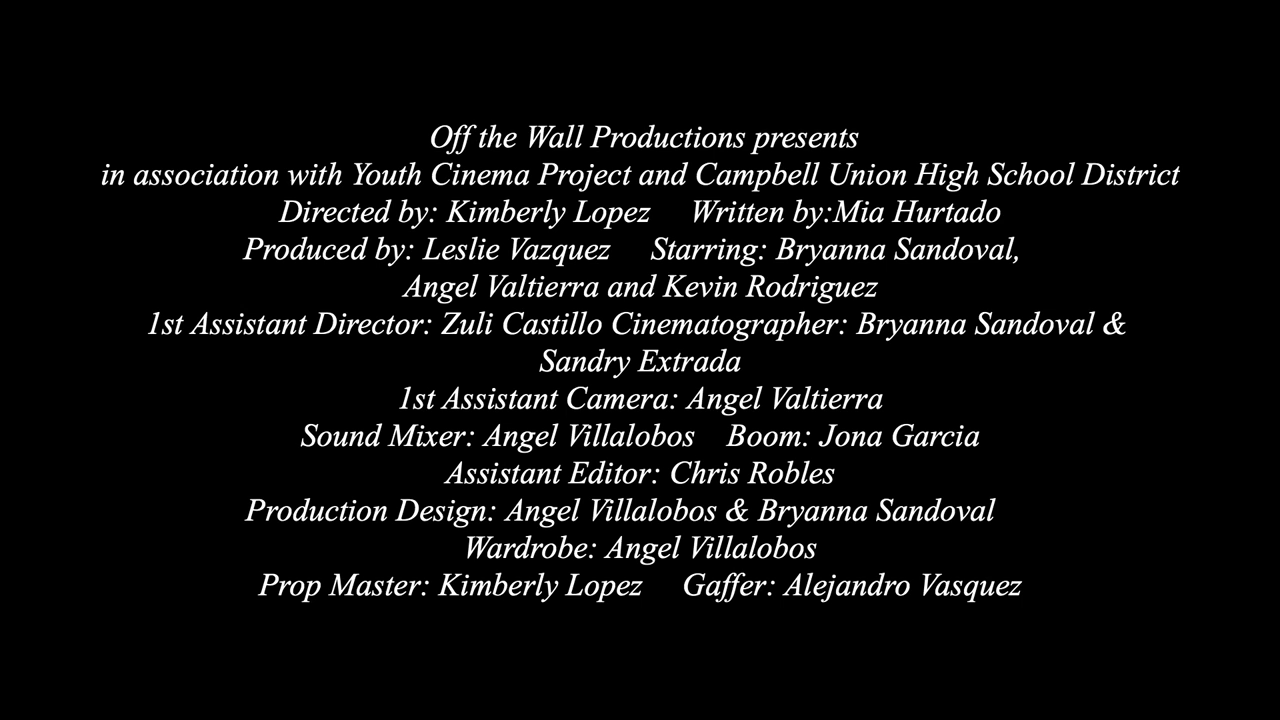 Off the Wall Productions presents
in association with Youth Cinema Project and Campbell Union High School District
Directed by: Kimberly Lopez Written by:Mia Hurtado
Produced by: Leslie Vazquez Starring: Bryanna Sandoval,
Angel Valtierra and Kevin Rodriguez
1st Assistant Director: Zuli Castillo Cinematographer: Bryanna Sandoval &
Sandry Extrada
1st Assistant Camera: Angel Valtierra
Sound Mixer: Angel Villalobos Boom: Jona Garcia
Assistant Editor: Chris Robles
Production Design: Angel Villalobos & Bryanna Sandoval
Wardrobe: Angel Villalobos
Prop Master: Kimberly Lopez Gaffer: Alejandro Vasquez